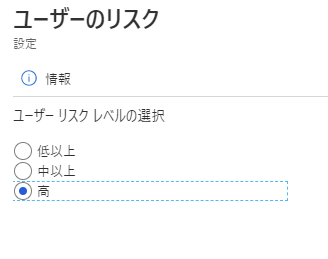 ユーザーのリスク
設定
情報
ユーザー リスク レベルの選択
低以上
中以上
高